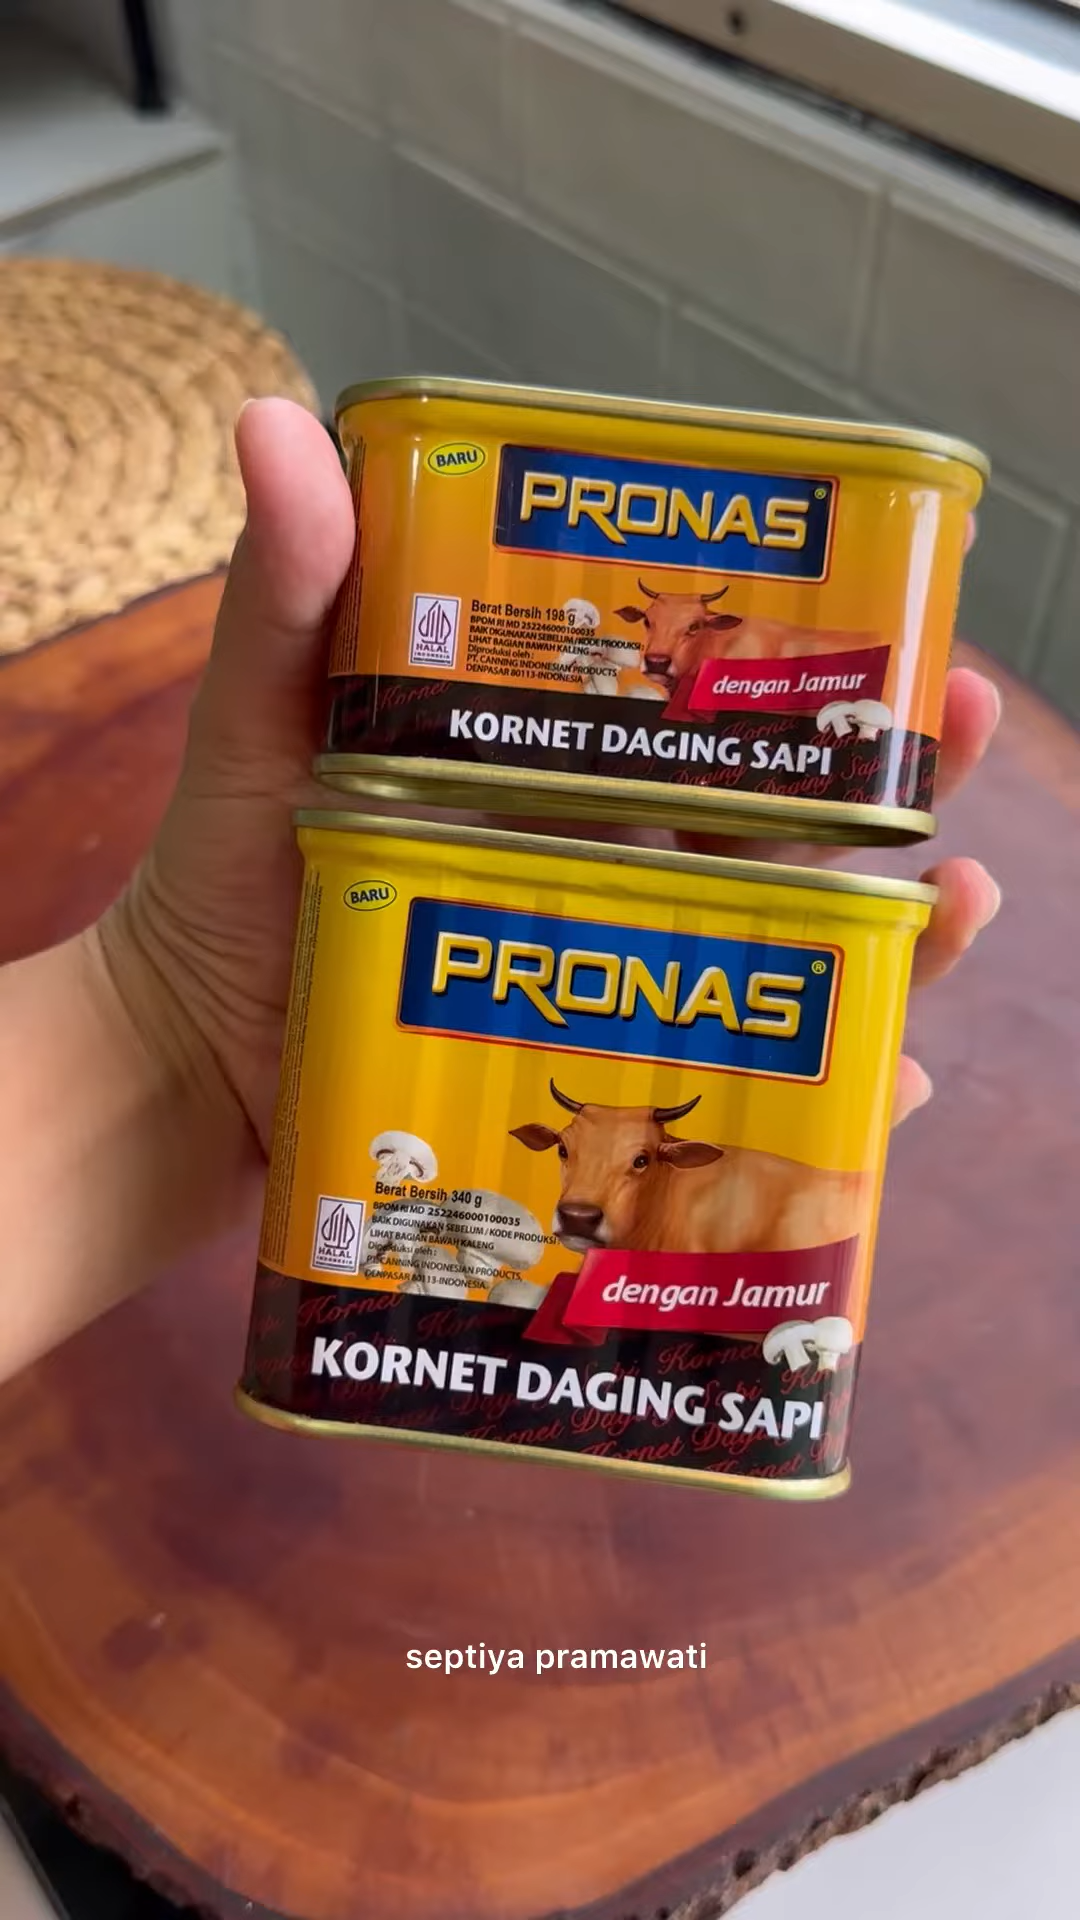 BARU
PRONAS®
Berat Bersih 198 g
BPOM RI MD 252246000100035
BAIK DIGUNAKAN SEBELUM / KODE PRODUKSI :
LIHAT BAGIAN BAWAH KALENG
Diproduksi oleh :
PT. CANNING INDONESIAN PRODUCTS
DENPASAR 80113-INDONESIA
HALAL
INDONESIA
dengan Jamur
KORNET DAGING SAPI
BARU
PRONAS®
Berat Bersih 340 g
BPOM RI MD 252246000100035
BAIK DIGUNAKAN SEBELUM / KODE PRODUKSI :
LIHAT BAGIAN BAWAH KALENG
Diproduksi oleh :
PT. CANNING INDONESIAN PRODUCTS,
DENPASAR 80113-INDONESIA.
HALAL
INDONESIA
dengan Jamur
KORNET DAGING SAPI
septiya pramawati